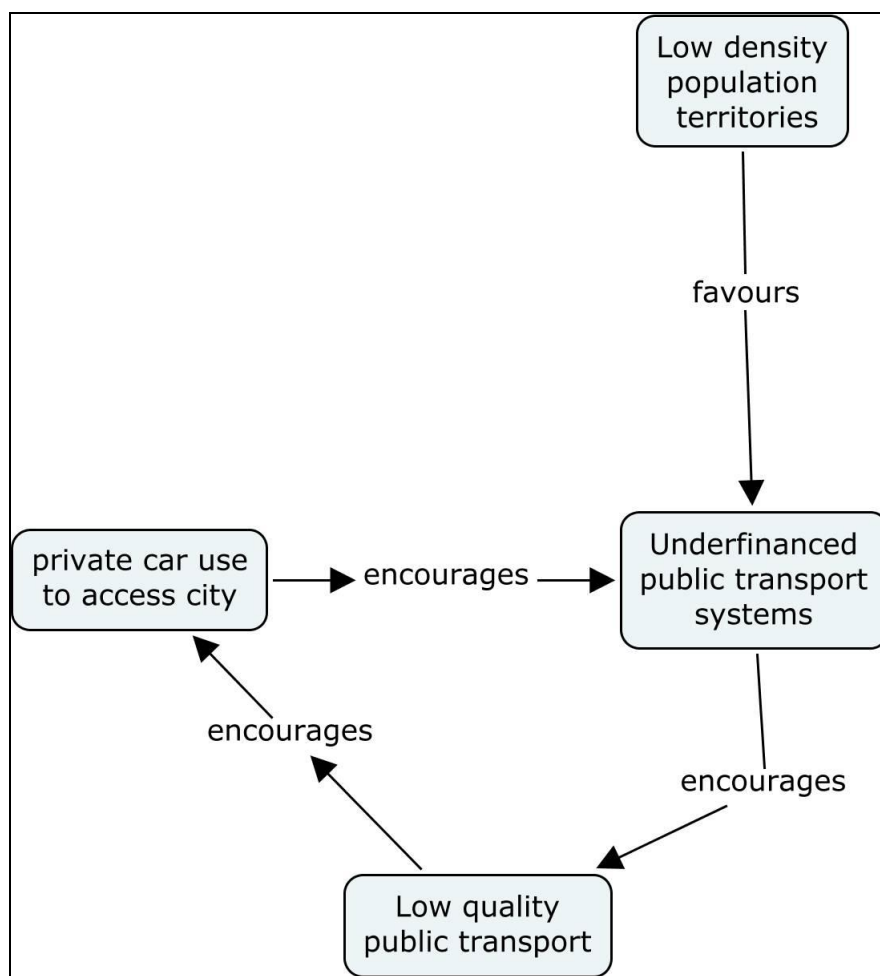 Low density
population
territories
favours
private car use
to access city
encourages
Underfinanced
public transport
systems
encourages
encourages
Low quality
public transport